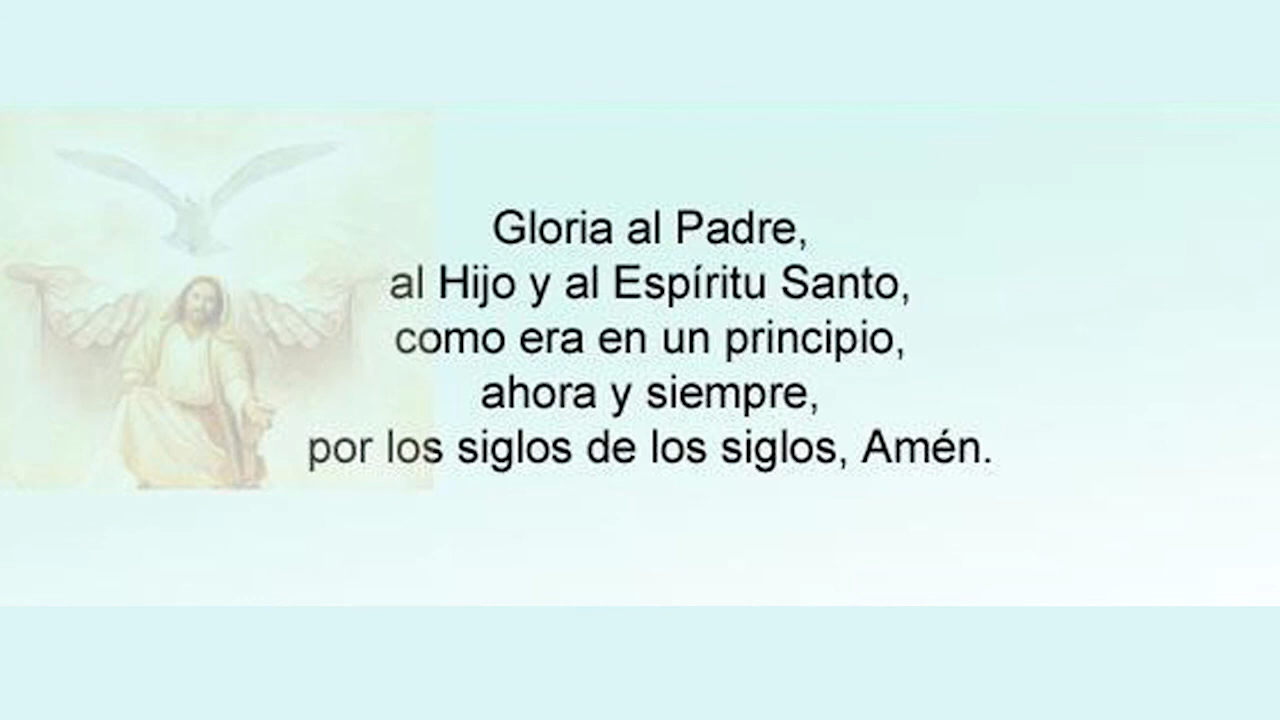 Gloria al Padre,
al Hijo y al Espíritu Santo,
como era en un principio,
ahora y siempre,
por los siglos de los siglos, Amén.